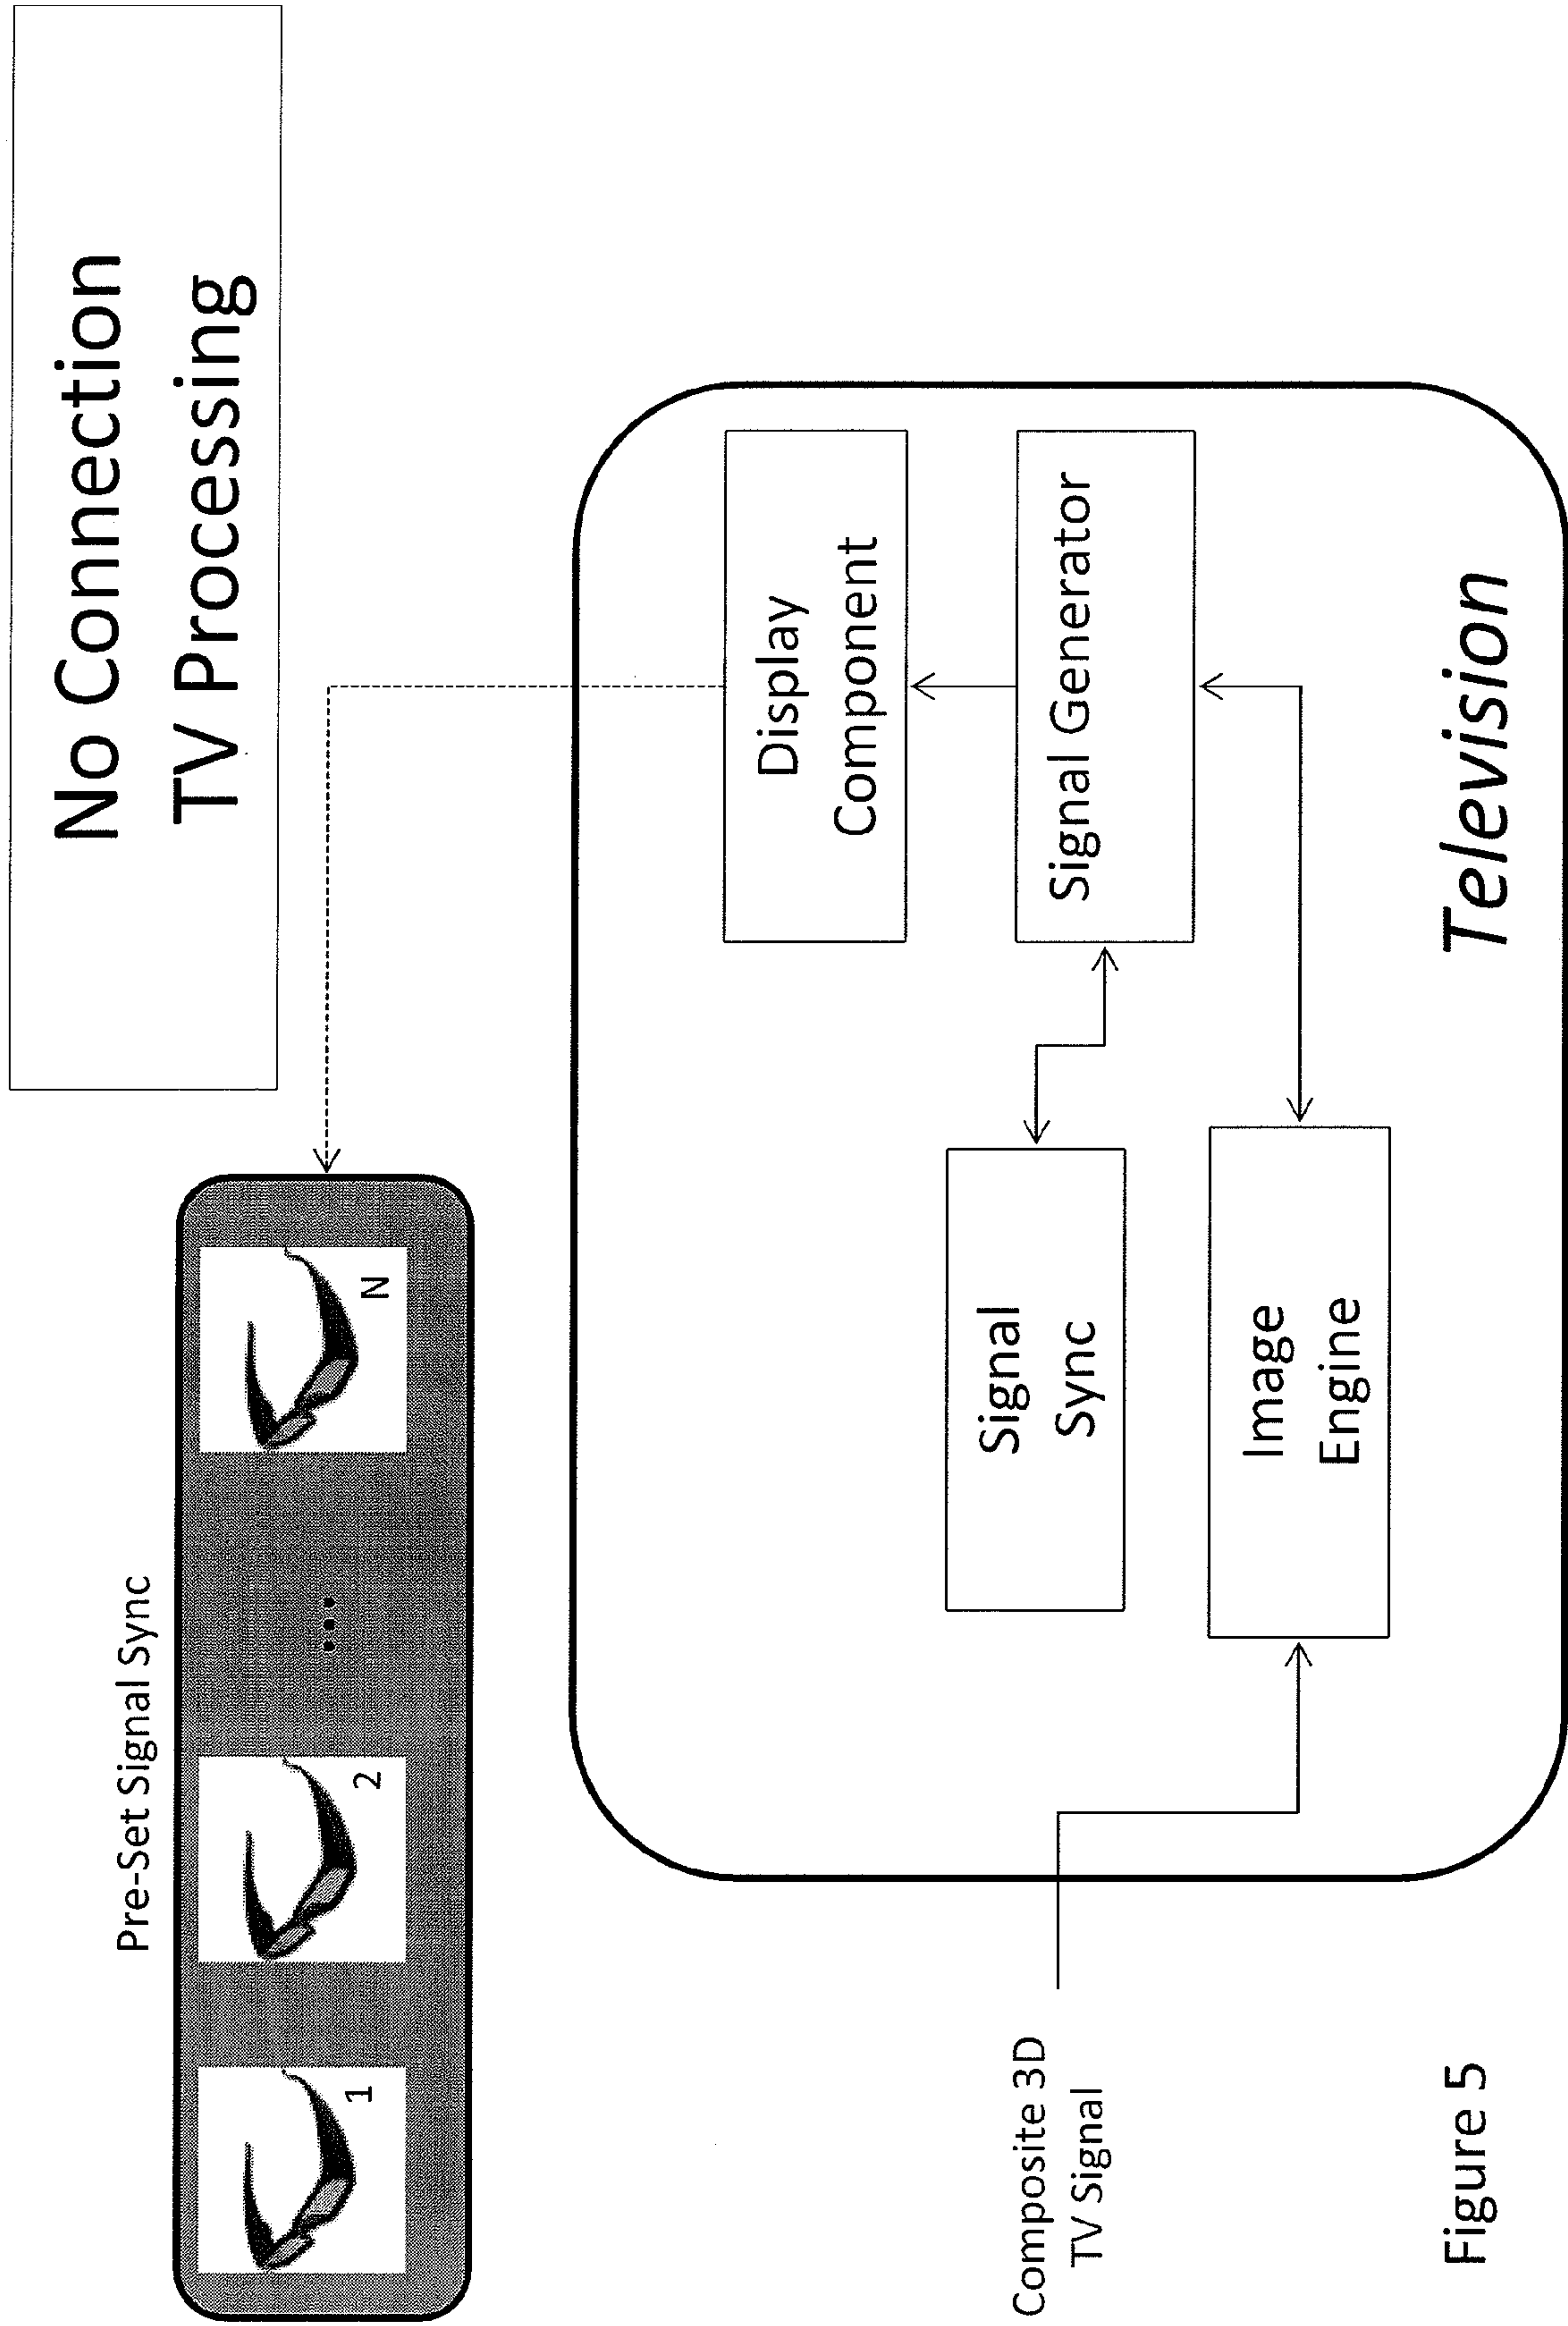 No Connection
TV Processing
Pre-Set Signal Sync
1
2
...
N
Display
Component
Signal Generator
Signal
Sync
Image
Engine
Composite 3D
TV Signal
Television
Figure 5